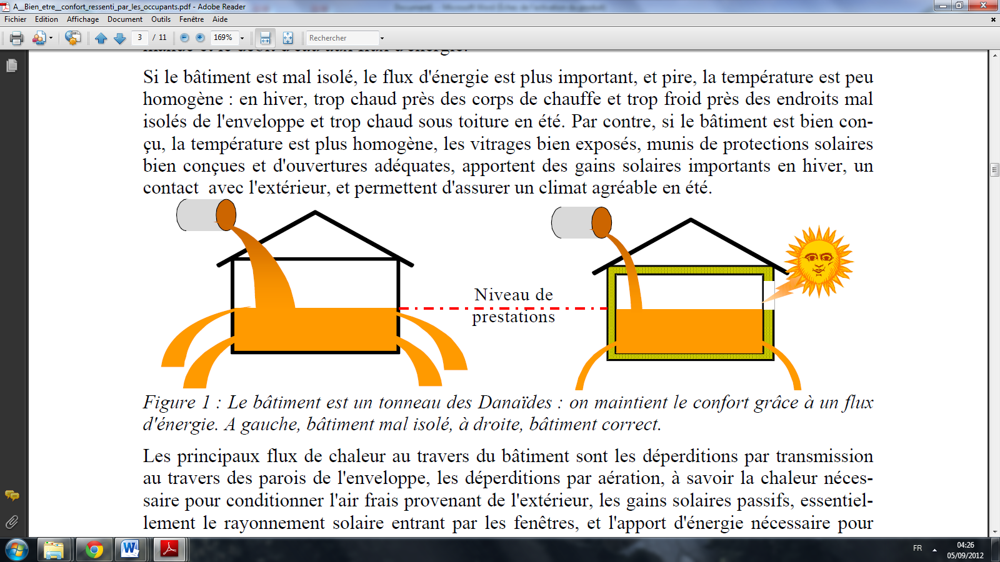 A__Bien_etre__confort_ressenti_par_les_occupants.pdf - Adobe Reader
Fichier Edition Affichage Document Outils Fenêtre Aide
3 / 11 169% Rechercher
Si le bâtiment est mal isolé, le flux d'énergie est plus important, et pire, la température est peu
homogène : en hiver, trop chaud près des corps de chauffe et trop froid près des endroits mal
isolés de l'enveloppe et trop chaud sous toiture en été. Par contre, si le bâtiment est bien con-
çu, la température est plus homogène, les vitrages bien exposés, munis de protections solaires
bien conçues et d'ouvertures adéquates, apportent des gains solaires importants en hiver, un
contact avec l'extérieur, et permettent d'assurer un climat agréable en été.
Niveau de
prestations
Figure 1 : Le bâtiment est un tonneau des Danaïdes : on maintient le confort grâce à un flux
d'énergie. A gauche, bâtiment mal isolé, à droite, bâtiment correct.
Les principaux flux de chaleur au travers du bâtiment sont les déperditions par transmission
au travers des parois de l'enveloppe, les déperditions par aération, à savoir la chaleur néces-
saire pour conditionner l'air frais provenant de l'extérieur, les gains solaires passifs, essentiel-
lement le rayonnement solaire entrant par les fenêtres, et l'apport d'énergie nécessaire pour
FR 04:26
05/09/2012